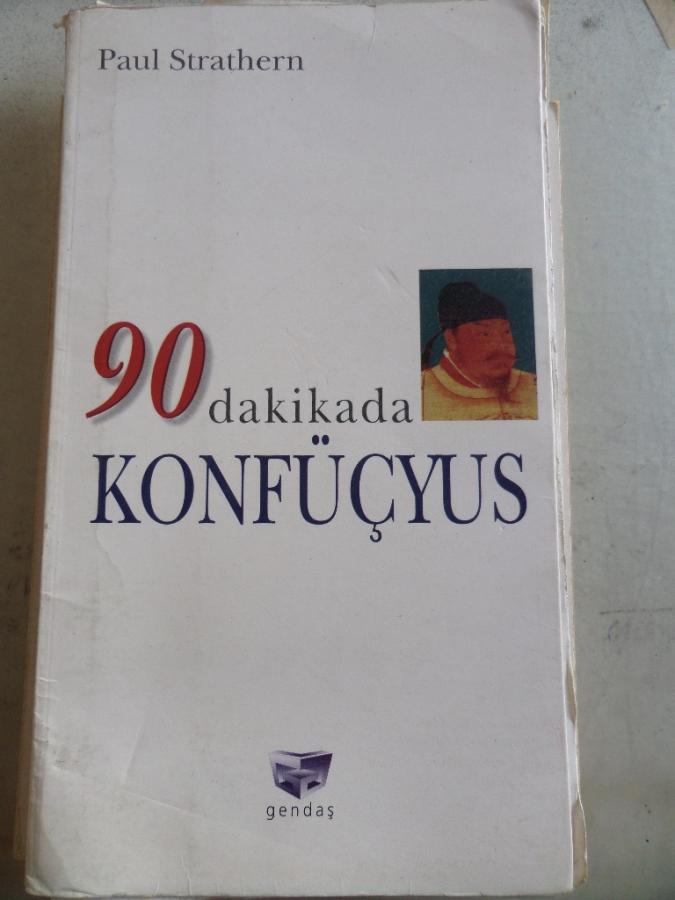 Paul Strathern
90 dakikada
KONFÜÇYUS
gendaş